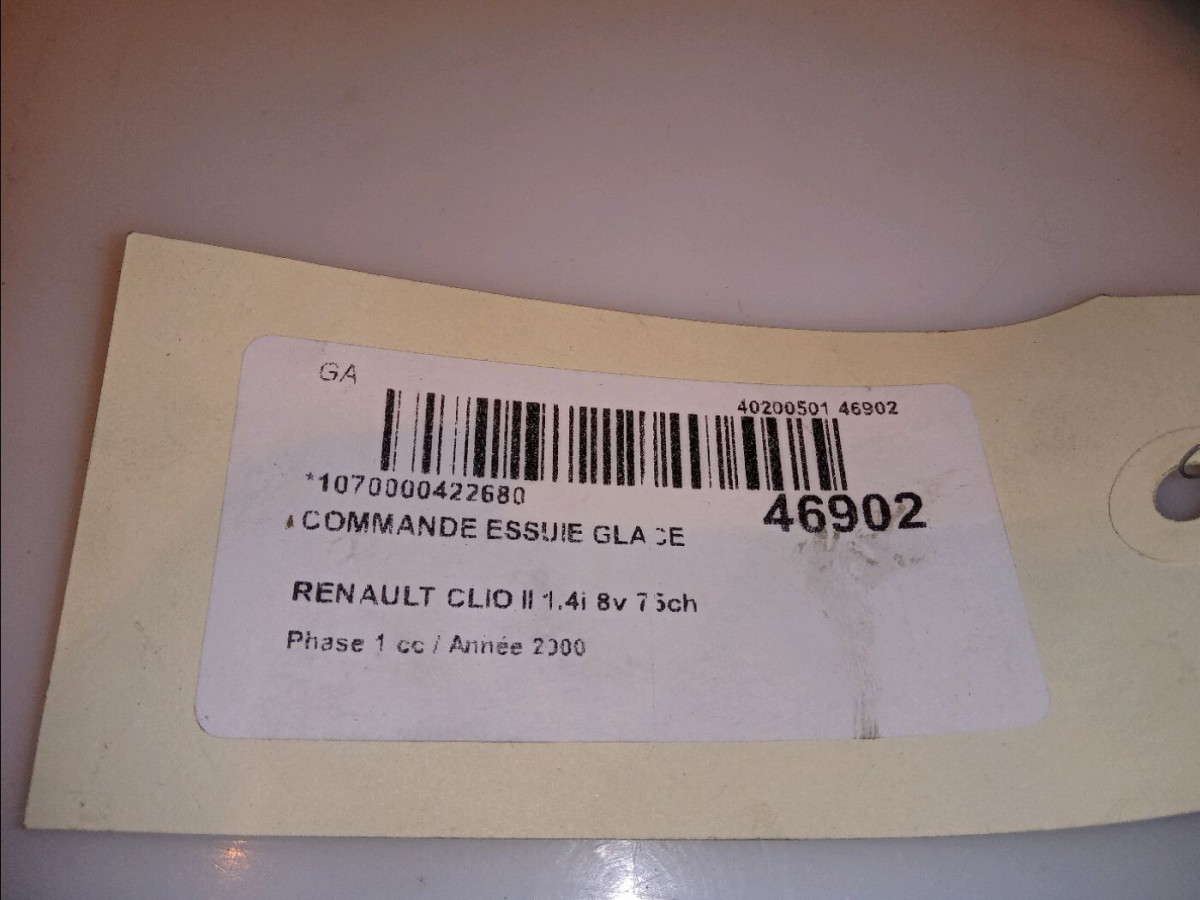 GA
40200501 46902
*1070000422680
46902
COMMANDE ESSUIE GLACE
RENAULT CLIO II 1.4i 8v 75ch
Phase 1 cc / Année 2000